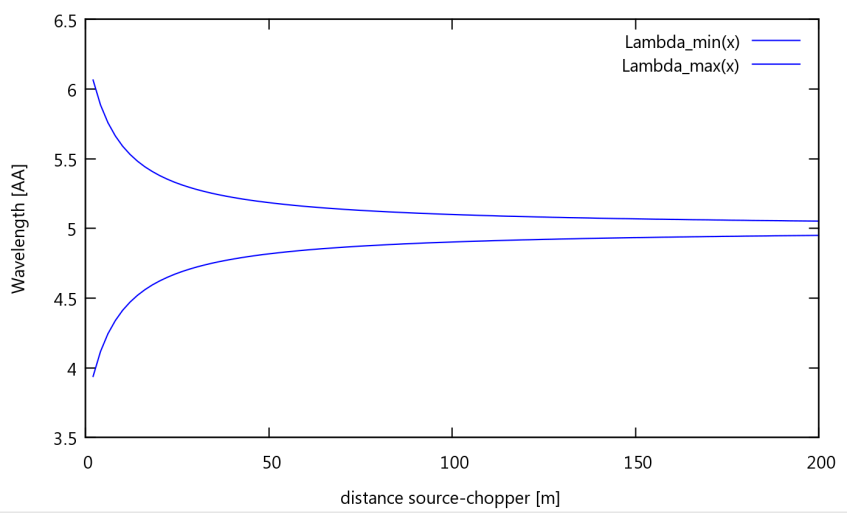 6.5
Lambda_min(x)
Lambda_max(x)
6
5.5
5
4.5
4
3.5
Wavelength [AA]
0 50 100 150 200
distance source-chopper [m]